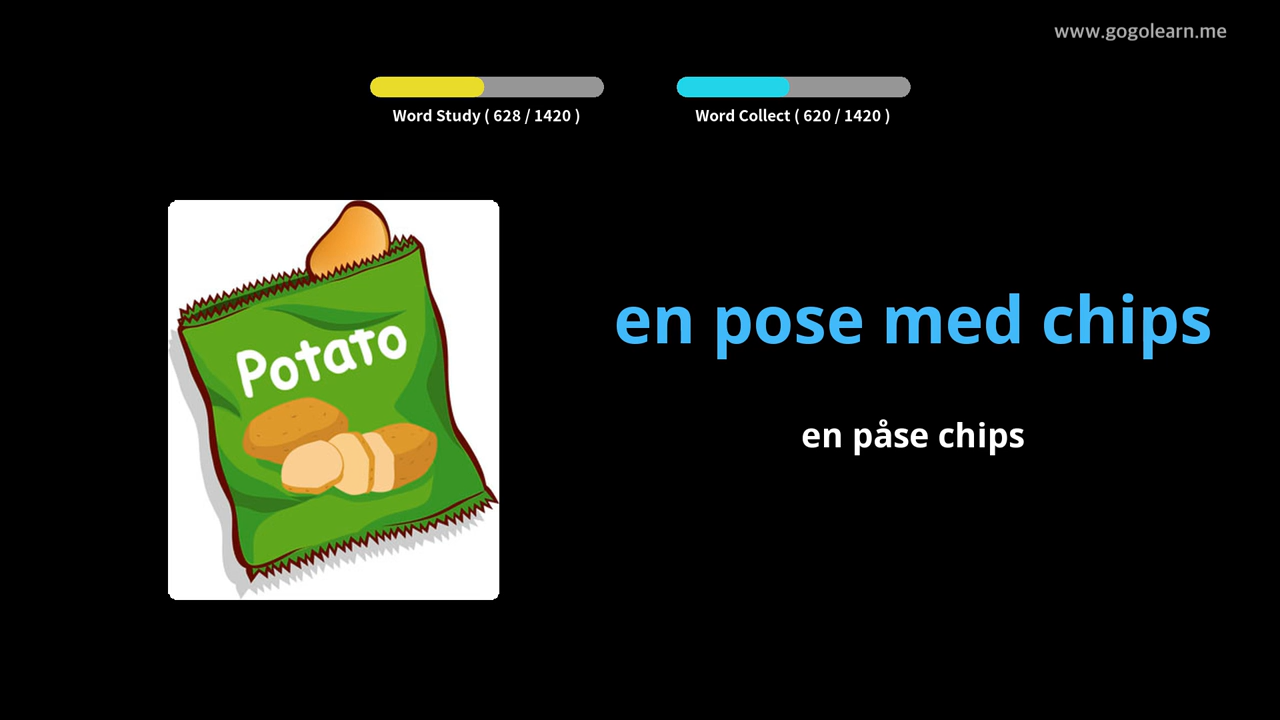 www.gogolearn.me
Word Study ( 628 / 1420 )
Word Collect ( 620 / 1420 )
Potato
en pose med chips
en påse chips